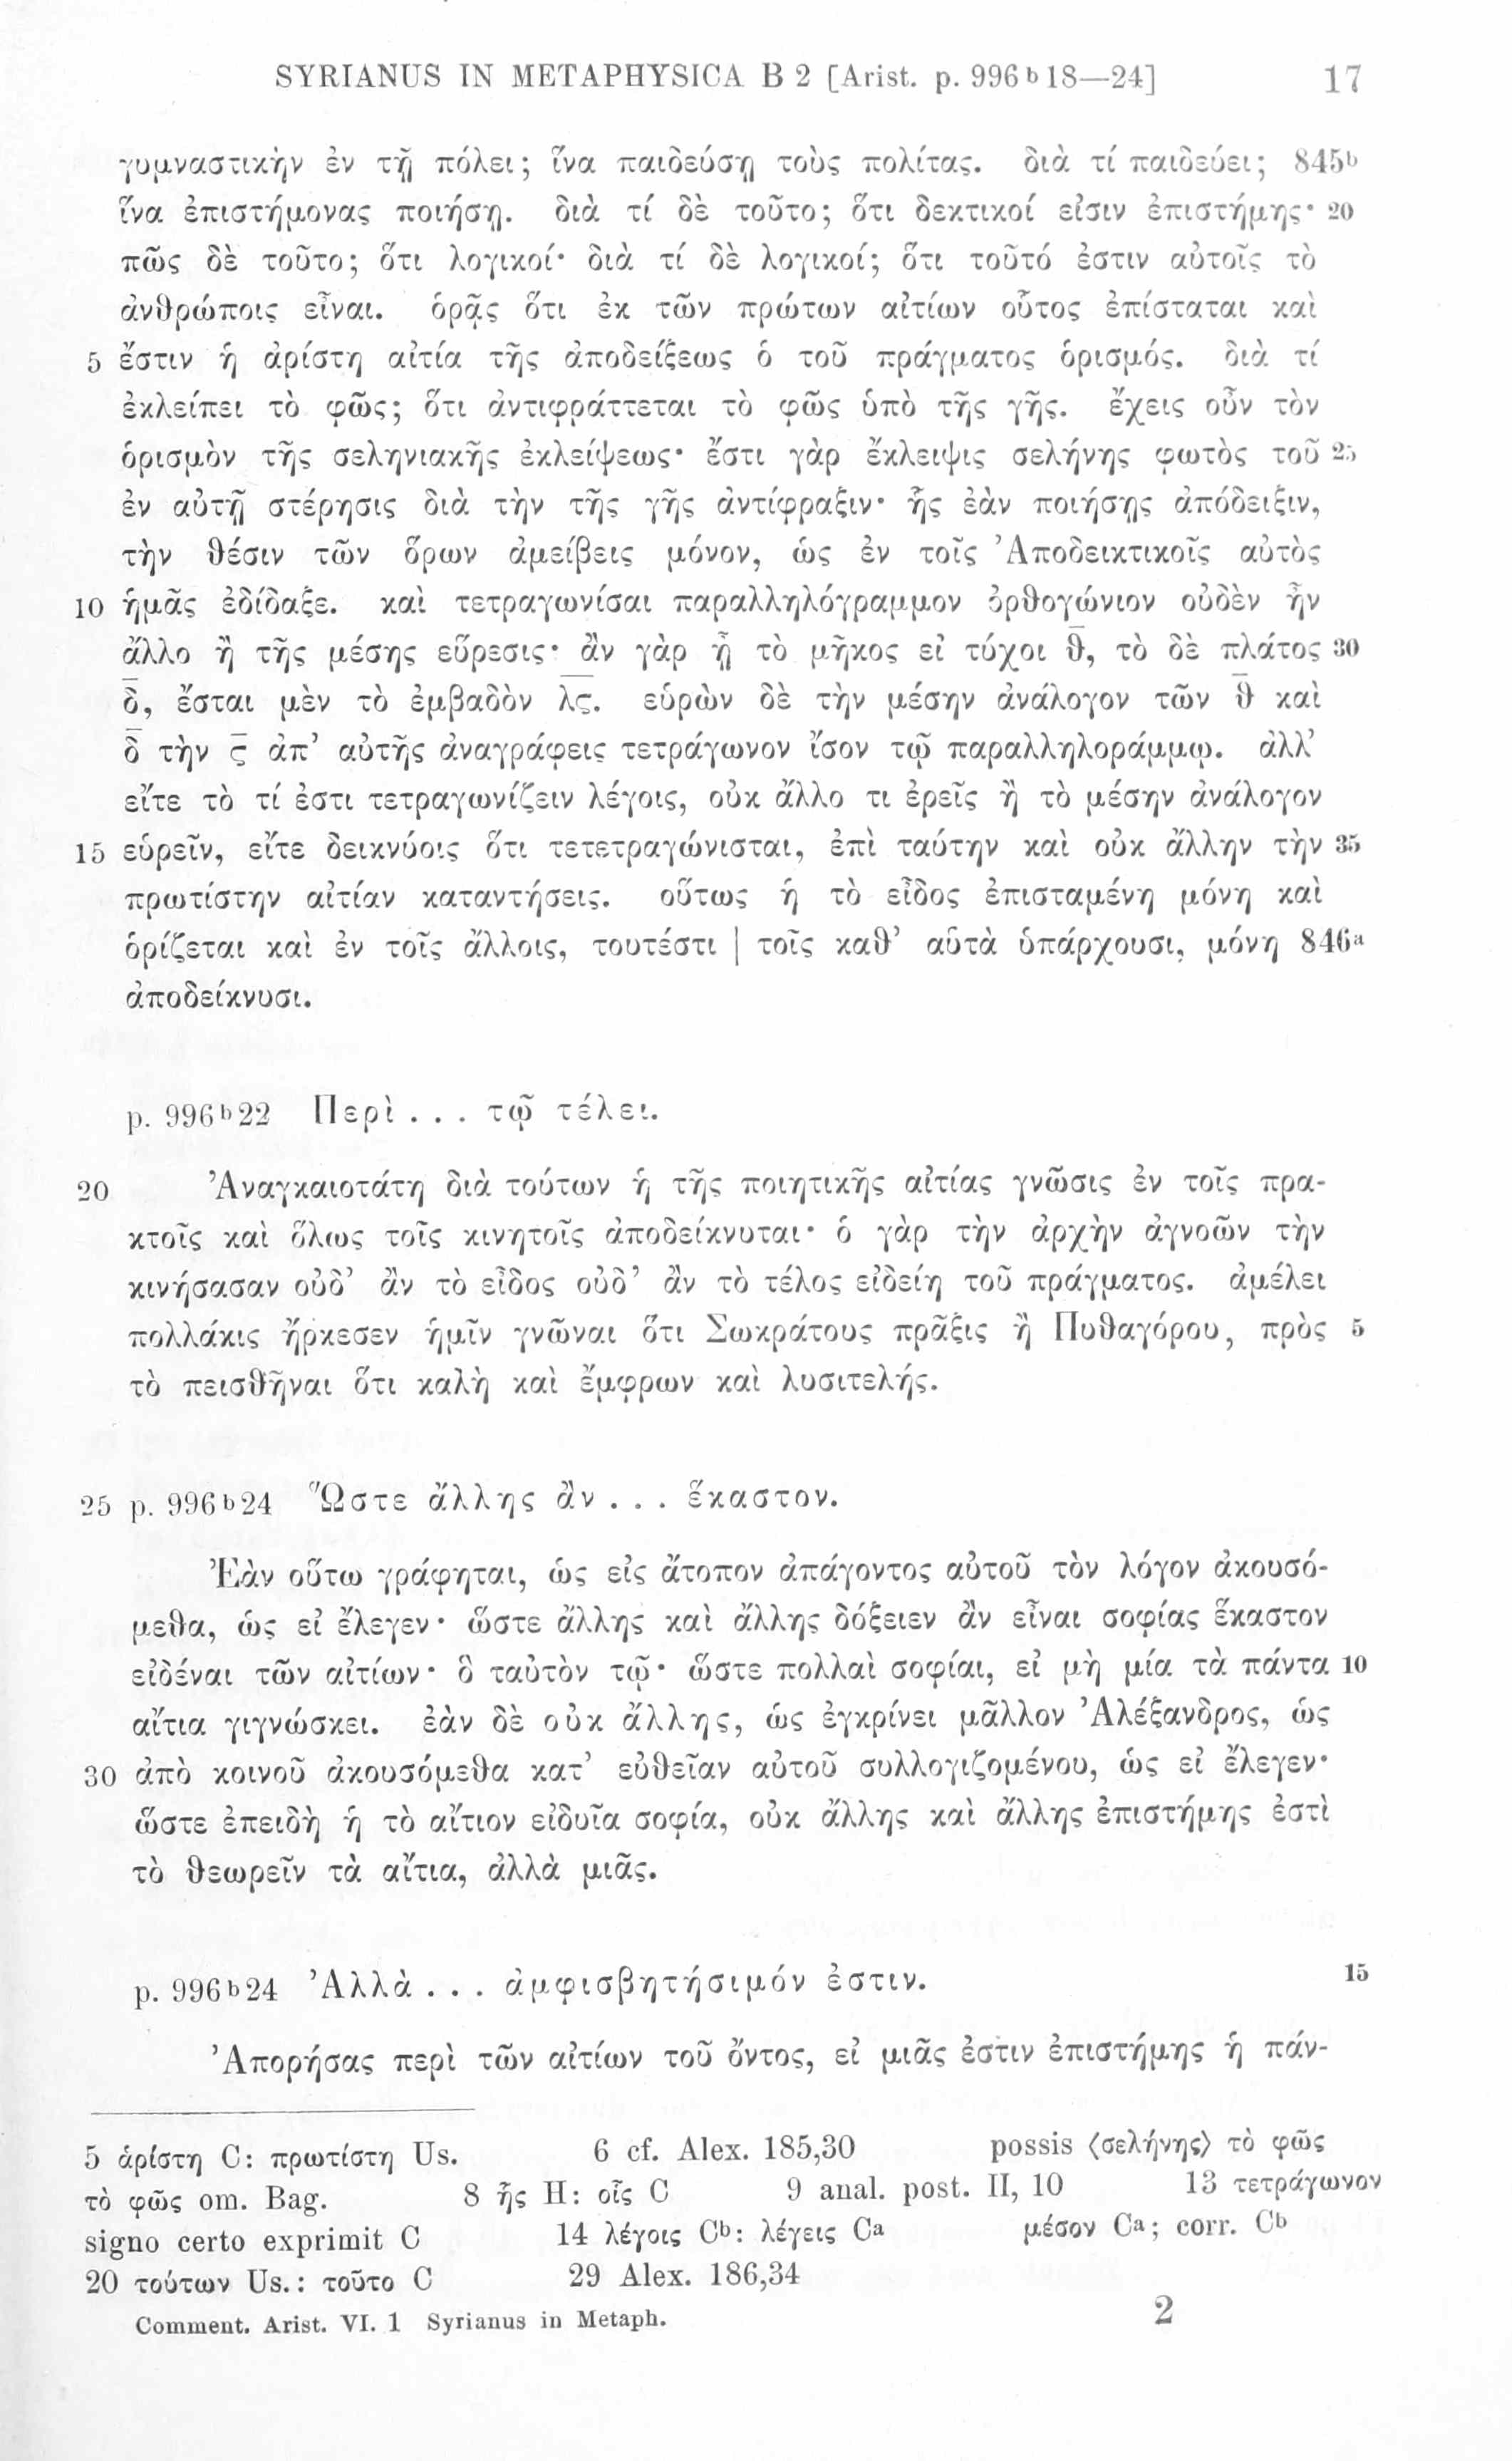 SYRIANUS IN METAPHYSICA B 2 [Arist. p. 996ᵇ18—24] 17
γυμναστικὴν ἐν τῇ πόλει; ἵνα παιδεύσῃ τοὺς πολίτας. διὰ τί παιδεύει; 845ᵇ
ἵνα ἐπιστήμονας ποιήσῃ. διὰ τί δὲ τοῦτο; ὅτι δεκτικοί εἰσιν ἐπιστήμης· 20
πῶς δὲ τοῦτο; ὅτι λογικοί· διὰ τί δὲ λογικοί; ὅτι τοῦτό ἐστιν αὐτοῖς τὸ
ἀνθρώποις εἶναι. ὁρᾷς ὅτι ἐκ τῶν πρώτων αἰτίων οὗτος ἐπίσταται καὶ
5 ἔστιν ἡ ἀρίστη αἰτία τῆς ἀποδείξεως ὁ τοῦ πράγματος ὁρισμός. διὰ τί
ἐκλείπει τὸ φῶς; ὅτι ἀντιφράττεται τὸ φῶς ὑπὸ τῆς γῆς. ἔχεις οὖν τὸν
ὁρισμὸν τῆς σεληνιακῆς ἐκλείψεως· ἔστι γὰρ ἔκλειψις σελήνης φωτὸς τοῦ 25
ἐν αὐτῇ στέρησις διὰ τὴν τῆς γῆς ἀντίφραξιν· ἧς ἐὰν ποιήσῃς ἀπόδειξιν,
τὴν θέσιν τῶν ὅρων ἀμείβεις μόνον, ὡς ἐν τοῖς Ἀποδεικτικοῖς αὐτὸς
10 ἡμᾶς ἐδίδαξε. καὶ τετραγωνίσαι παραλληλόγραμμον ὀρθογώνιον οὐδὲν ἦν
ἄλλο ἢ τῆς μέσης εὕρεσις· ἂν γὰρ ᾖ τὸ μῆκος εἰ τύχοι θ̅, τὸ δὲ πλάτος 30
δ̅, ἔσται μὲν τὸ ἐμβαδὸν λ̅ς̅. εὑρὼν δὲ τὴν μέσην ἀνάλογον τῶν θ̅ καὶ
δ̅ τὴν ς̅ ἀπ’ αὐτῆς ἀναγράφεις τετράγωνον ἴσον τῷ παραλληλοράμμῳ. ἀλλ’
εἴτε τὸ τί ἐστι τετραγωνίζειν λέγοις, οὐκ ἄλλο τι ἐρεῖς ἢ τὸ μέσην ἀνάλογον
15 εὑρεῖν, εἴτε δεικνύοις ὅτι τετετραγώνισται, ἐπὶ ταύτην καὶ οὐκ ἄλλην τὴν 35
πρωτίστην αἰτίαν καταντήσεις. οὕτως ἡ τὸ εἶδος ἐπισταμένη μόνη καὶ
ὁρίζεται καὶ ἐν τοῖς ἄλλοις, τουτέστι | τοῖς καθ’ αὑτὰ ὑπάρχουσι, μόνη 846ᵃ
ἀποδείκνυσι.
p. 996ᵇ22 Περὶ . . . τῷ τέλει.
20 Ἀναγκαιοτάτη διὰ τούτων ἡ τῆς ποιητικῆς αἰτίας γνῶσις ἐν τοῖς πρα-
κτοῖς καὶ ὅλως τοῖς κινητοῖς ἀποδείκνυται· ὁ γὰρ τὴν ἀρχὴν ἀγνοῶν τὴν
κινήσασαν οὐδ’ ἂν τὸ εἶδος οὐδ’ ἂν τὸ τέλος εἰδείη τοῦ πράγματος. ἀμέλει
πολλάκις ἤρκεσεν ἡμῖν γνῶναι ὅτι Σωκράτους πρᾶξις ἢ Πυθαγόρου, πρὸς 5
τὸ πεισθῆναι ὅτι καλὴ καὶ ἔμφρων καὶ λυσιτελής.
25 p. 996ᵇ24 Ὥστε ἄλλης ἂν . . . ἕκαστον.
Ἐὰν οὕτω γράφηται, ὡς εἰς ἄτοπον ἀπάγοντος αὐτοῦ τὸν λόγον ἀκουσό-
μεθα, ὡς εἰ ἔλεγεν· ὥστε ἄλλης καὶ ἄλλης δόξειεν ἂν εἶναι σοφίας ἕκαστον
εἰδέναι τῶν αἰτίων· ὃ ταὐτὸν τῷ· ὥστε πολλαὶ σοφίαι, εἰ μὴ μία τὰ πάντα 10
αἴτια γιγνώσκει. ἐὰν δὲ οὐκ ἄλλης, ὡς ἐγκρίνει μᾶλλον Ἀλέξανδρος, ὡς
30 ἀπὸ κοινοῦ ἀκουσόμεθα κατ’ εὐθεῖαν αὐτοῦ συλλογιζομένου, ὡς εἰ ἔλεγεν·
ὥστε ἐπειδὴ ἡ τὸ αἴτιον εἰδυῖα σοφία, οὐκ ἄλλης καὶ ἄλλης ἐπιστήμης ἐστὶ
τὸ θεωρεῖν τὰ αἴτια, ἀλλὰ μιᾶς.
p. 996ᵇ24 Ἀλλὰ . . . ἀμφισβητήσιμόν ἐστιν. 15
Ἀπορήσας περὶ τῶν αἰτίων τοῦ ὄντος, εἰ μιᾶς ἐστιν ἐπιστήμης ἡ πάν-
5 ἀρίστη C: πρωτίστη Us. 6 cf. Alex. 185,30 possis ⟨σελήνης⟩ τὸ φῶς
τὸ φῶς om. Bag. 8 ἧς H: οἷς C 9 anal. post. II, 10 13 τετράγωνον
signo certo exprimit C 14 λέγοις Cᵇ: λέγεις Cᵃ μέσον Cᵃ; corr. Cᵇ
20 τούτων Us.: τοῦτο C 29 Alex. 186,34
Comment. Arist. VI. 1 Syrianus in Metaph. 2